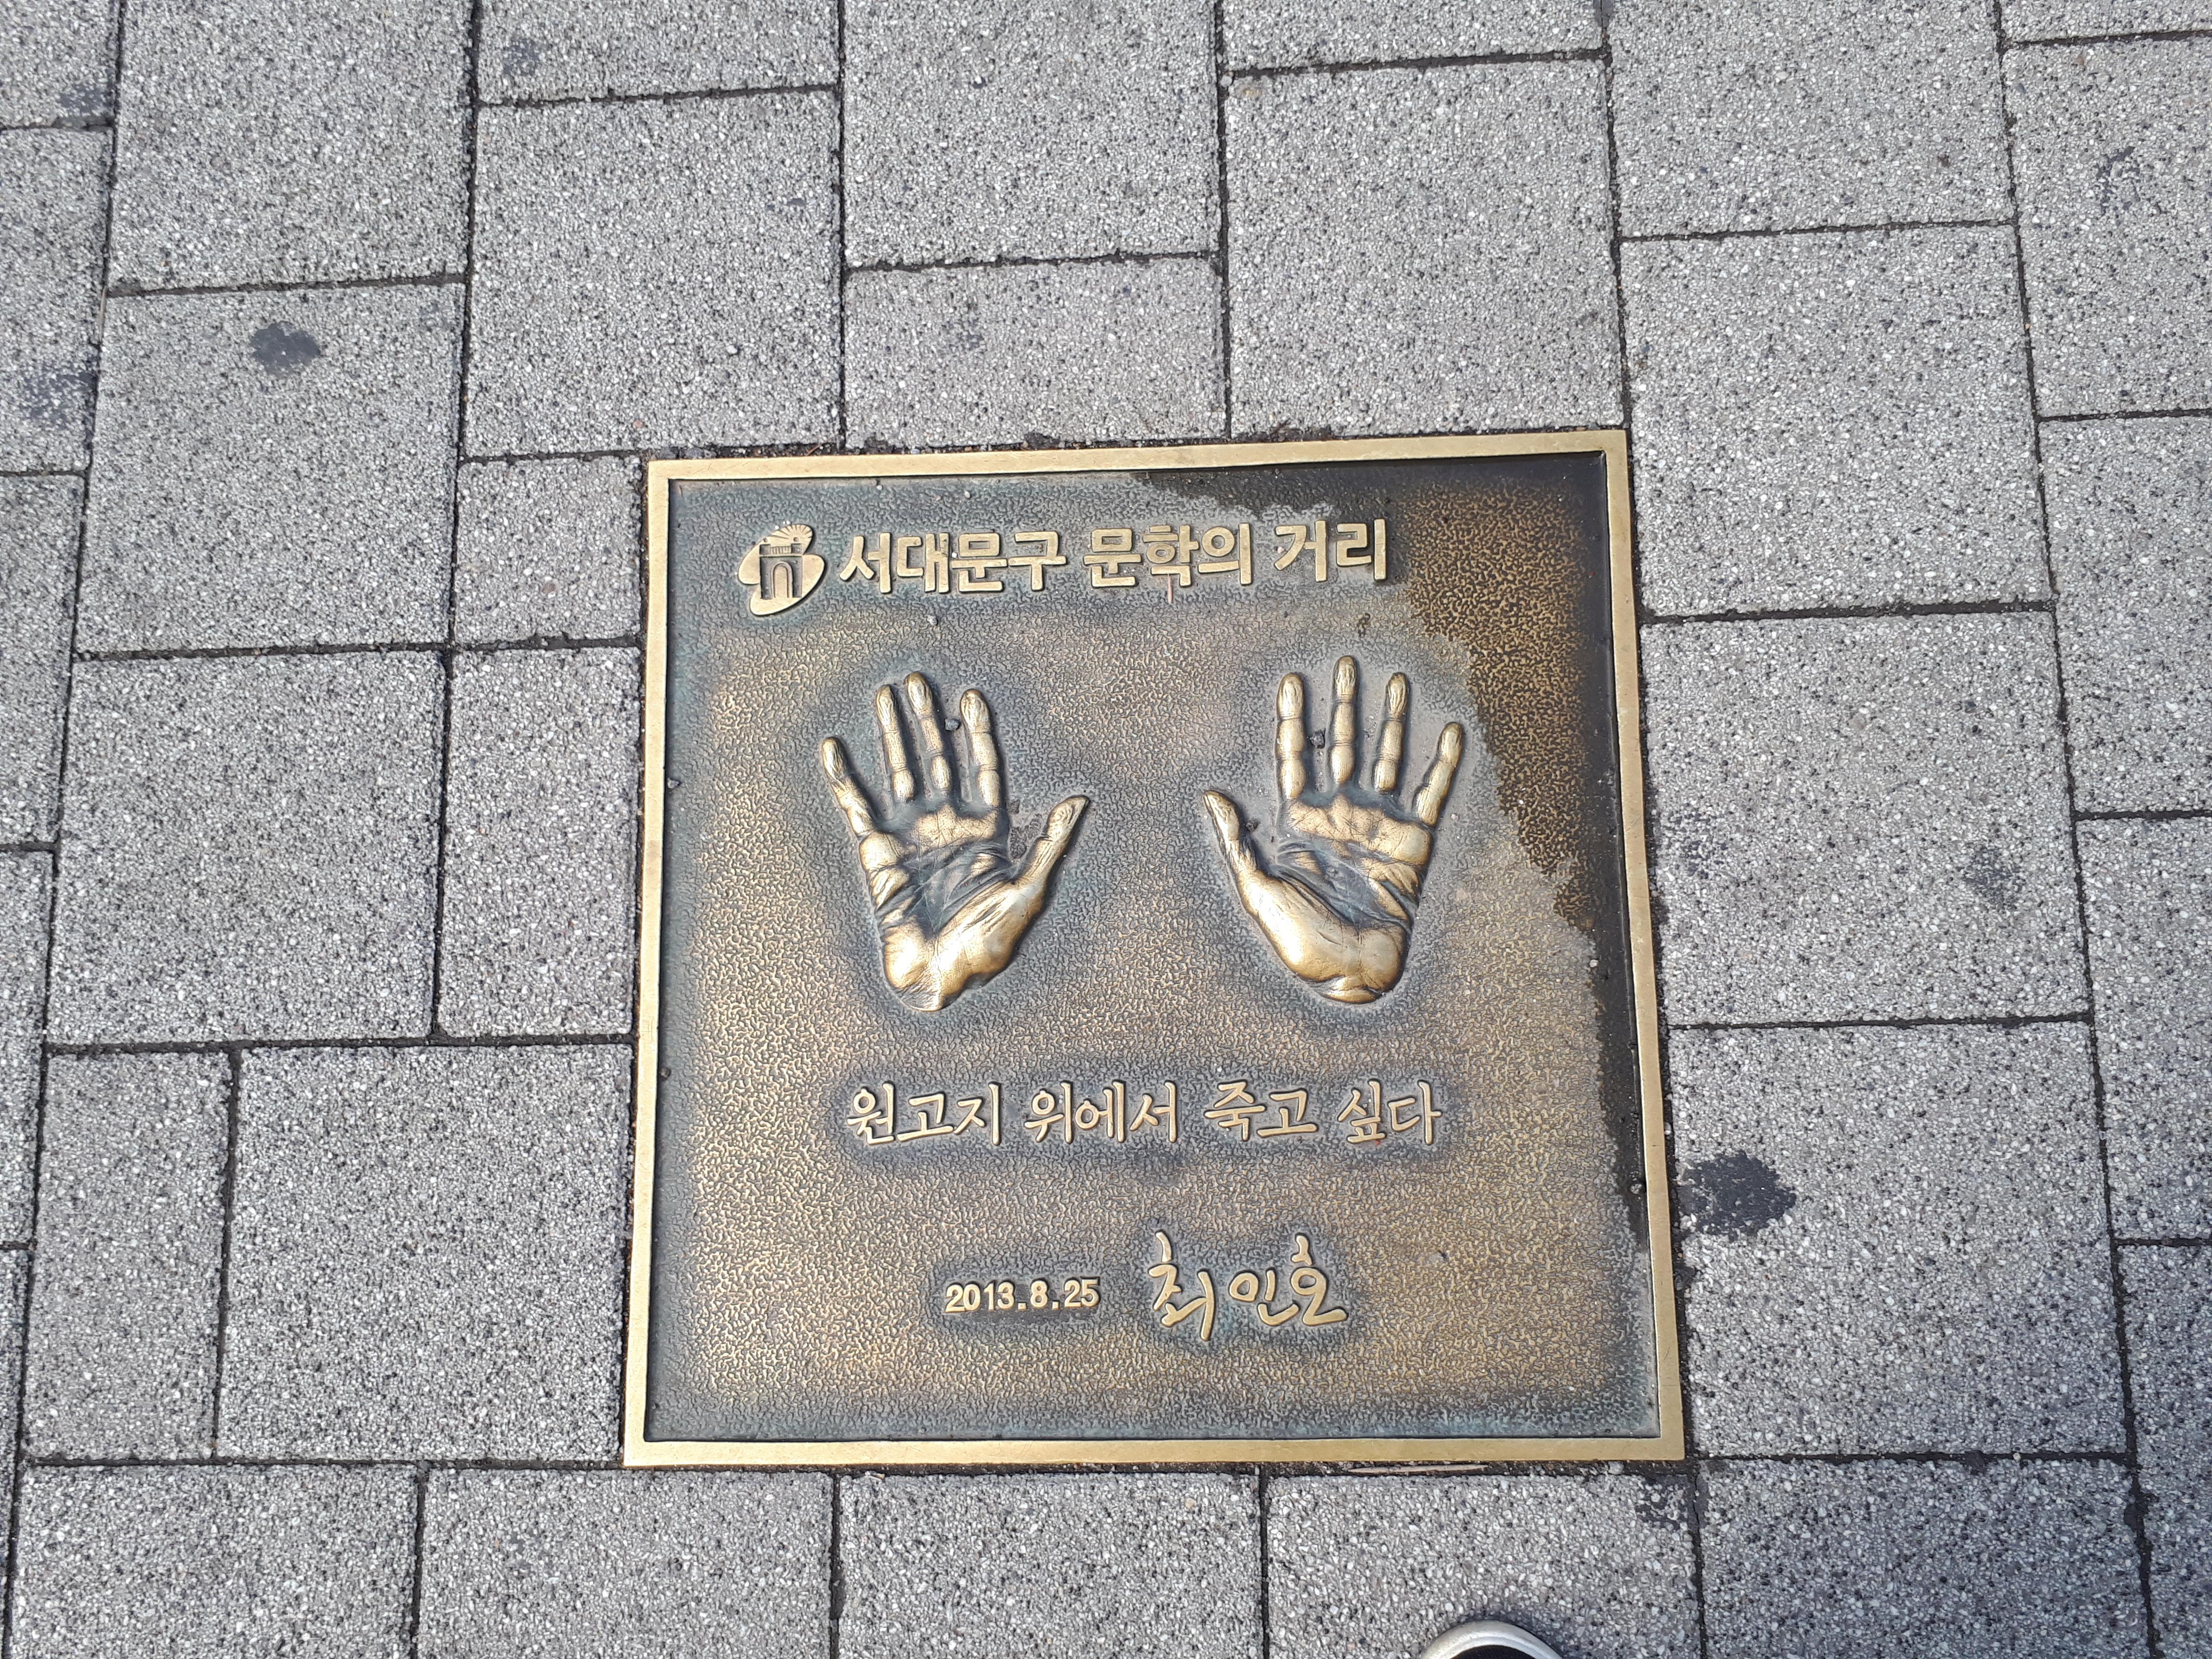 서대문구 문학의 거리
원고지 위에서 죽고 싶다
2013.8.25 최인호